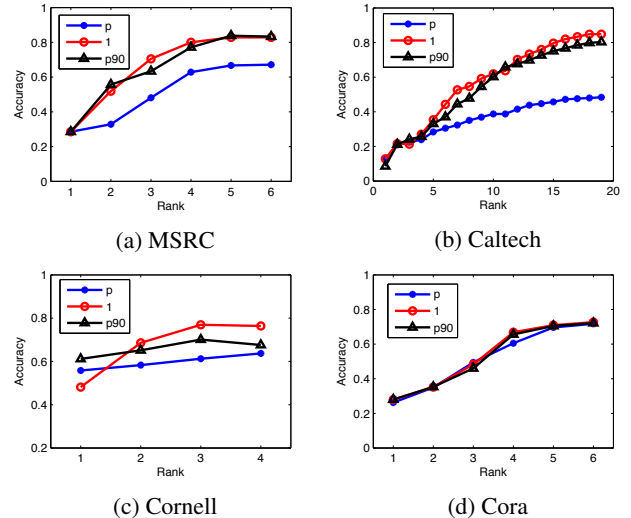 1
0.8
0.6
0.4
0.2
0
Accuracy
p
1
p90
1 2 3 4 5 6
Rank
(a) MSRC
1
0.8
0.6
0.4
0.2
0
Accuracy
p
1
p90
0 5 10 15 20
Rank
(b) Caltech
1
0.8
0.6
0.4
0.2
Accuracy
p
1
p90
1 2 3 4
Rank
(c) Cornell
1
0.8
0.6
0.4
0.2
0
Accuracy
p
1
p90
1 2 3 4 5 6
Rank
(d) Cora